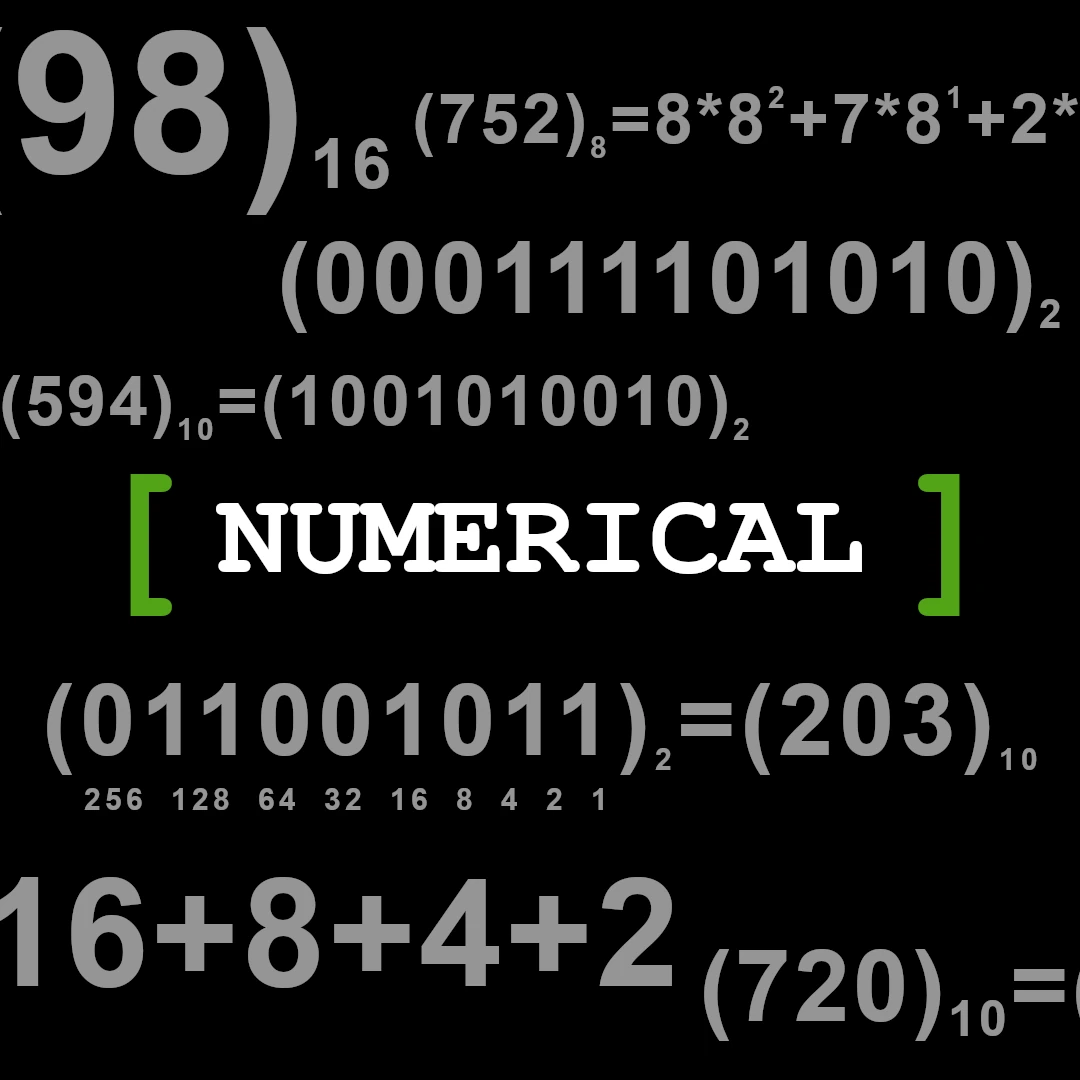 98)₁₆ (752)₈=8*8²+7*8¹+2*
(000111101010)₂
(594)₁₀=(1001010010)₂
[ NUMERICAL ]
(011001011)₂=(203)₁₀
256 128 64 32 16 8 4 2 1
16+8+4+2 (720)₁₀=(